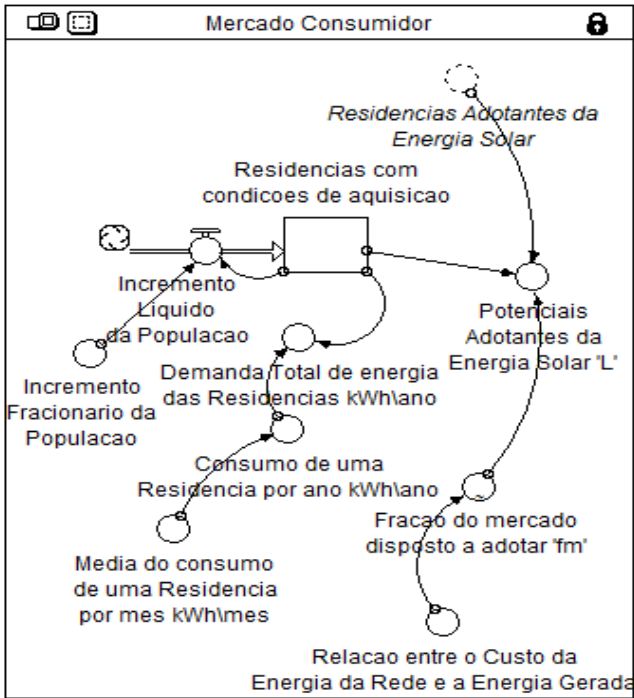 Mercado Consumidor
Residencias Adotantes da
Energia Solar
Residencias com
condicoes de aquisicao
Incremento
Liquido
da Populacao
Potenciais
Adotantes da
Energia Solar 'L'
Incremento
Fracionario da
Populacao
Demanda Total de energia
das Residencias kWh\ano
Consumo de uma
Residencia por ano kWh\ano
Fracao do mercado
disposto a adotar 'fm'
Media do consumo
de uma Residencia
por mes kWh\mes
Relacao entre o Custo da
Energia da Rede e a Energia Gerada